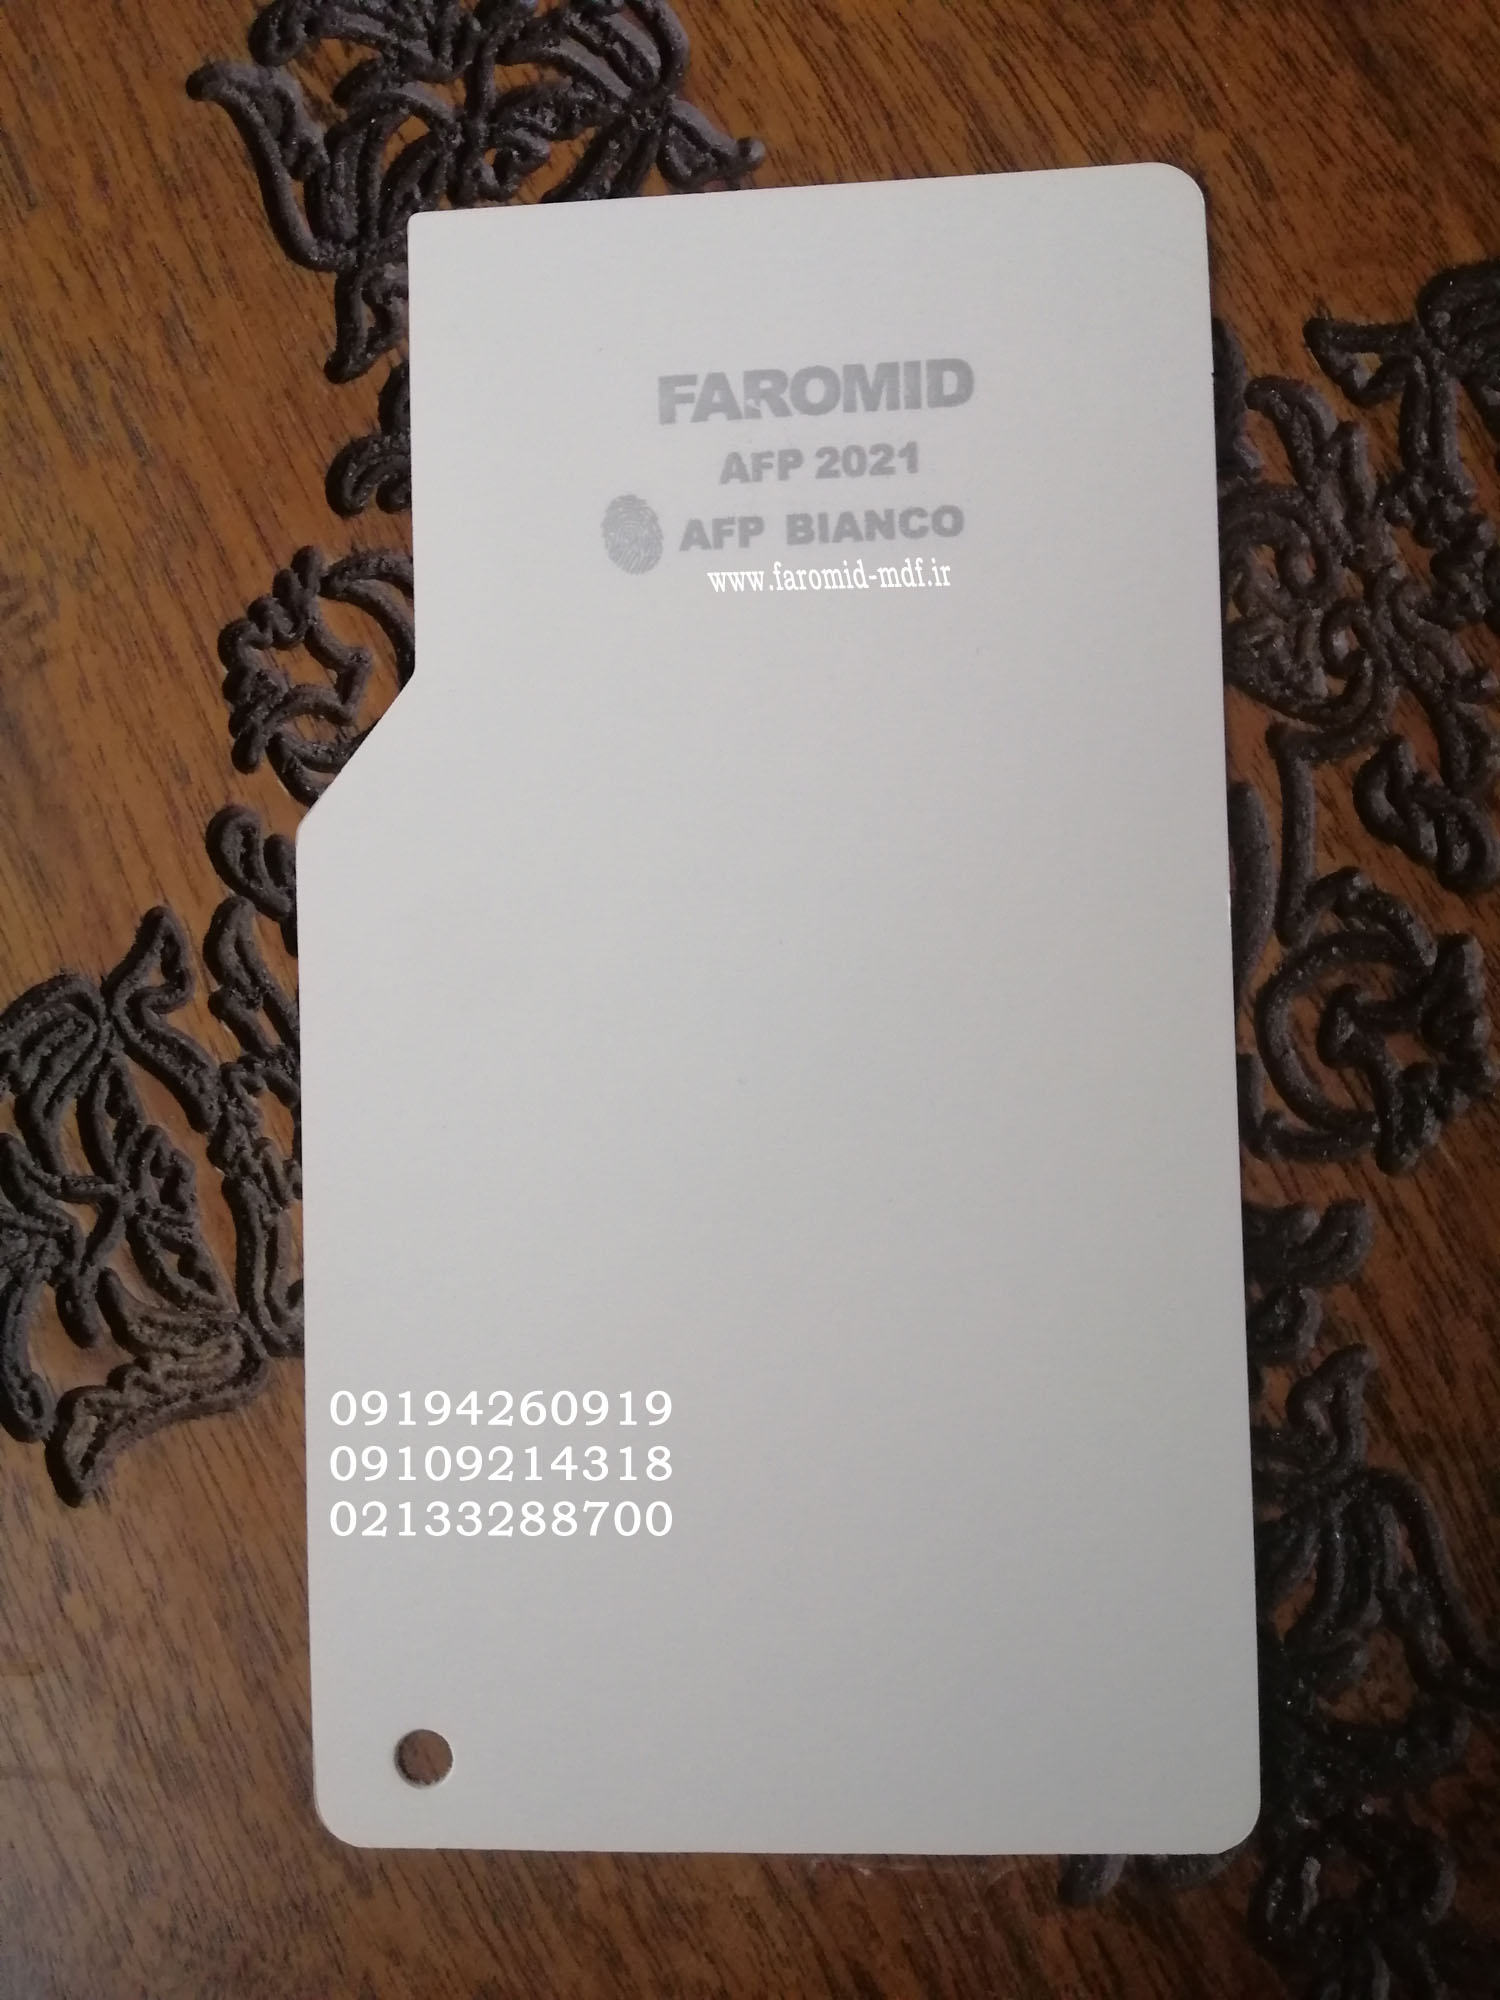 FAROMID
AFP 2021
AFP BIANCO
www.faromid-mdf.ir
09194260919
09109214318
02133288700